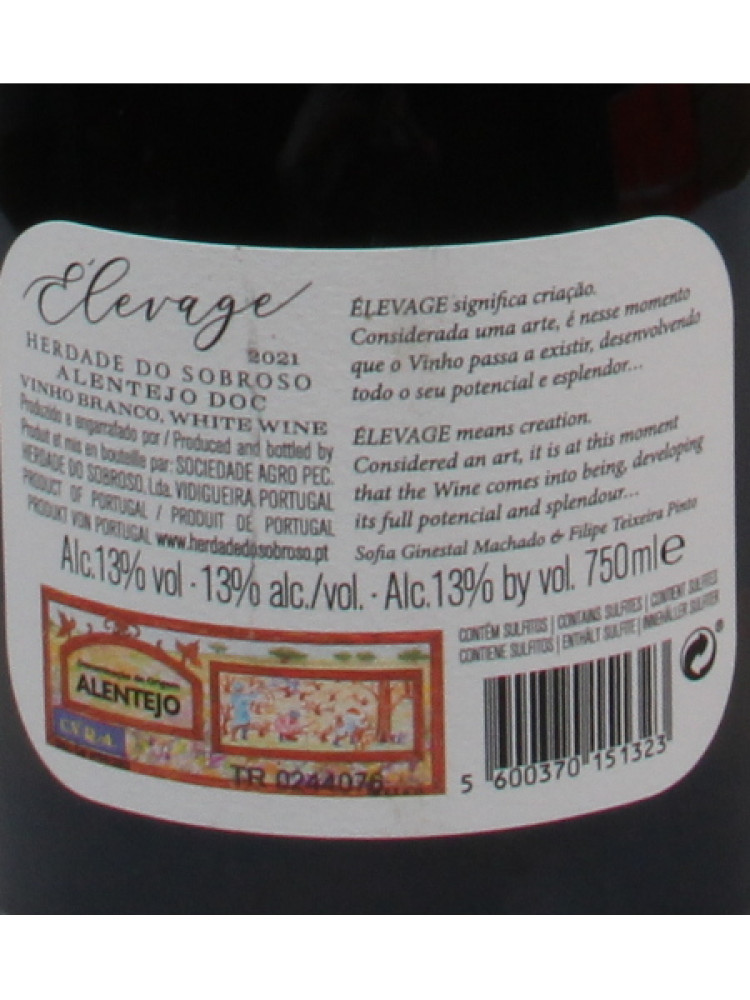 Élevage
2021
HERDADE DO SOBROSO
ALENTEJO DOC
VINHO BRANCO, WHITE WINE
Produzido e engarrafado por / Produced and bottled by
Produit et mis en bouteille par: SOCIEDADE AGRO PEC.
HERDADE DO SOBROSO, Lda. VIDIGUEIRA PORTUGAL
PRODUCT OF PORTUGAL / PRODUIT DE PORTUGAL
PRODUKT VON PORTUGAL www.herdadedosobroso.pt
ÉLEVAGE significa criação.
Considerada uma arte, é nesse momento
que o Vinho passa a existir, desenvolvendo
todo o seu potencial e esplendor...
ÉLEVAGE means creation.
Considered an art, it is at this moment
that the Wine comes into being, developing
its full potential and splendour...
Sofia Ginestal Machado & Filipe Teixeira Pinto
Alc.13% vol - 13% alc./vol. · Alc.13% by vol. 750ml e
CONTÉM SULFITOS | CONTAINS SULFITES | CONTIENT SULFITES
CONTIENE SULFITOS | ENTHÄLT SULFITE | INNEHÅLLER SULFITER
Denominação de Origem
ALENTEJO
C.V.R.A.
TR 0244076
5 600370 151323